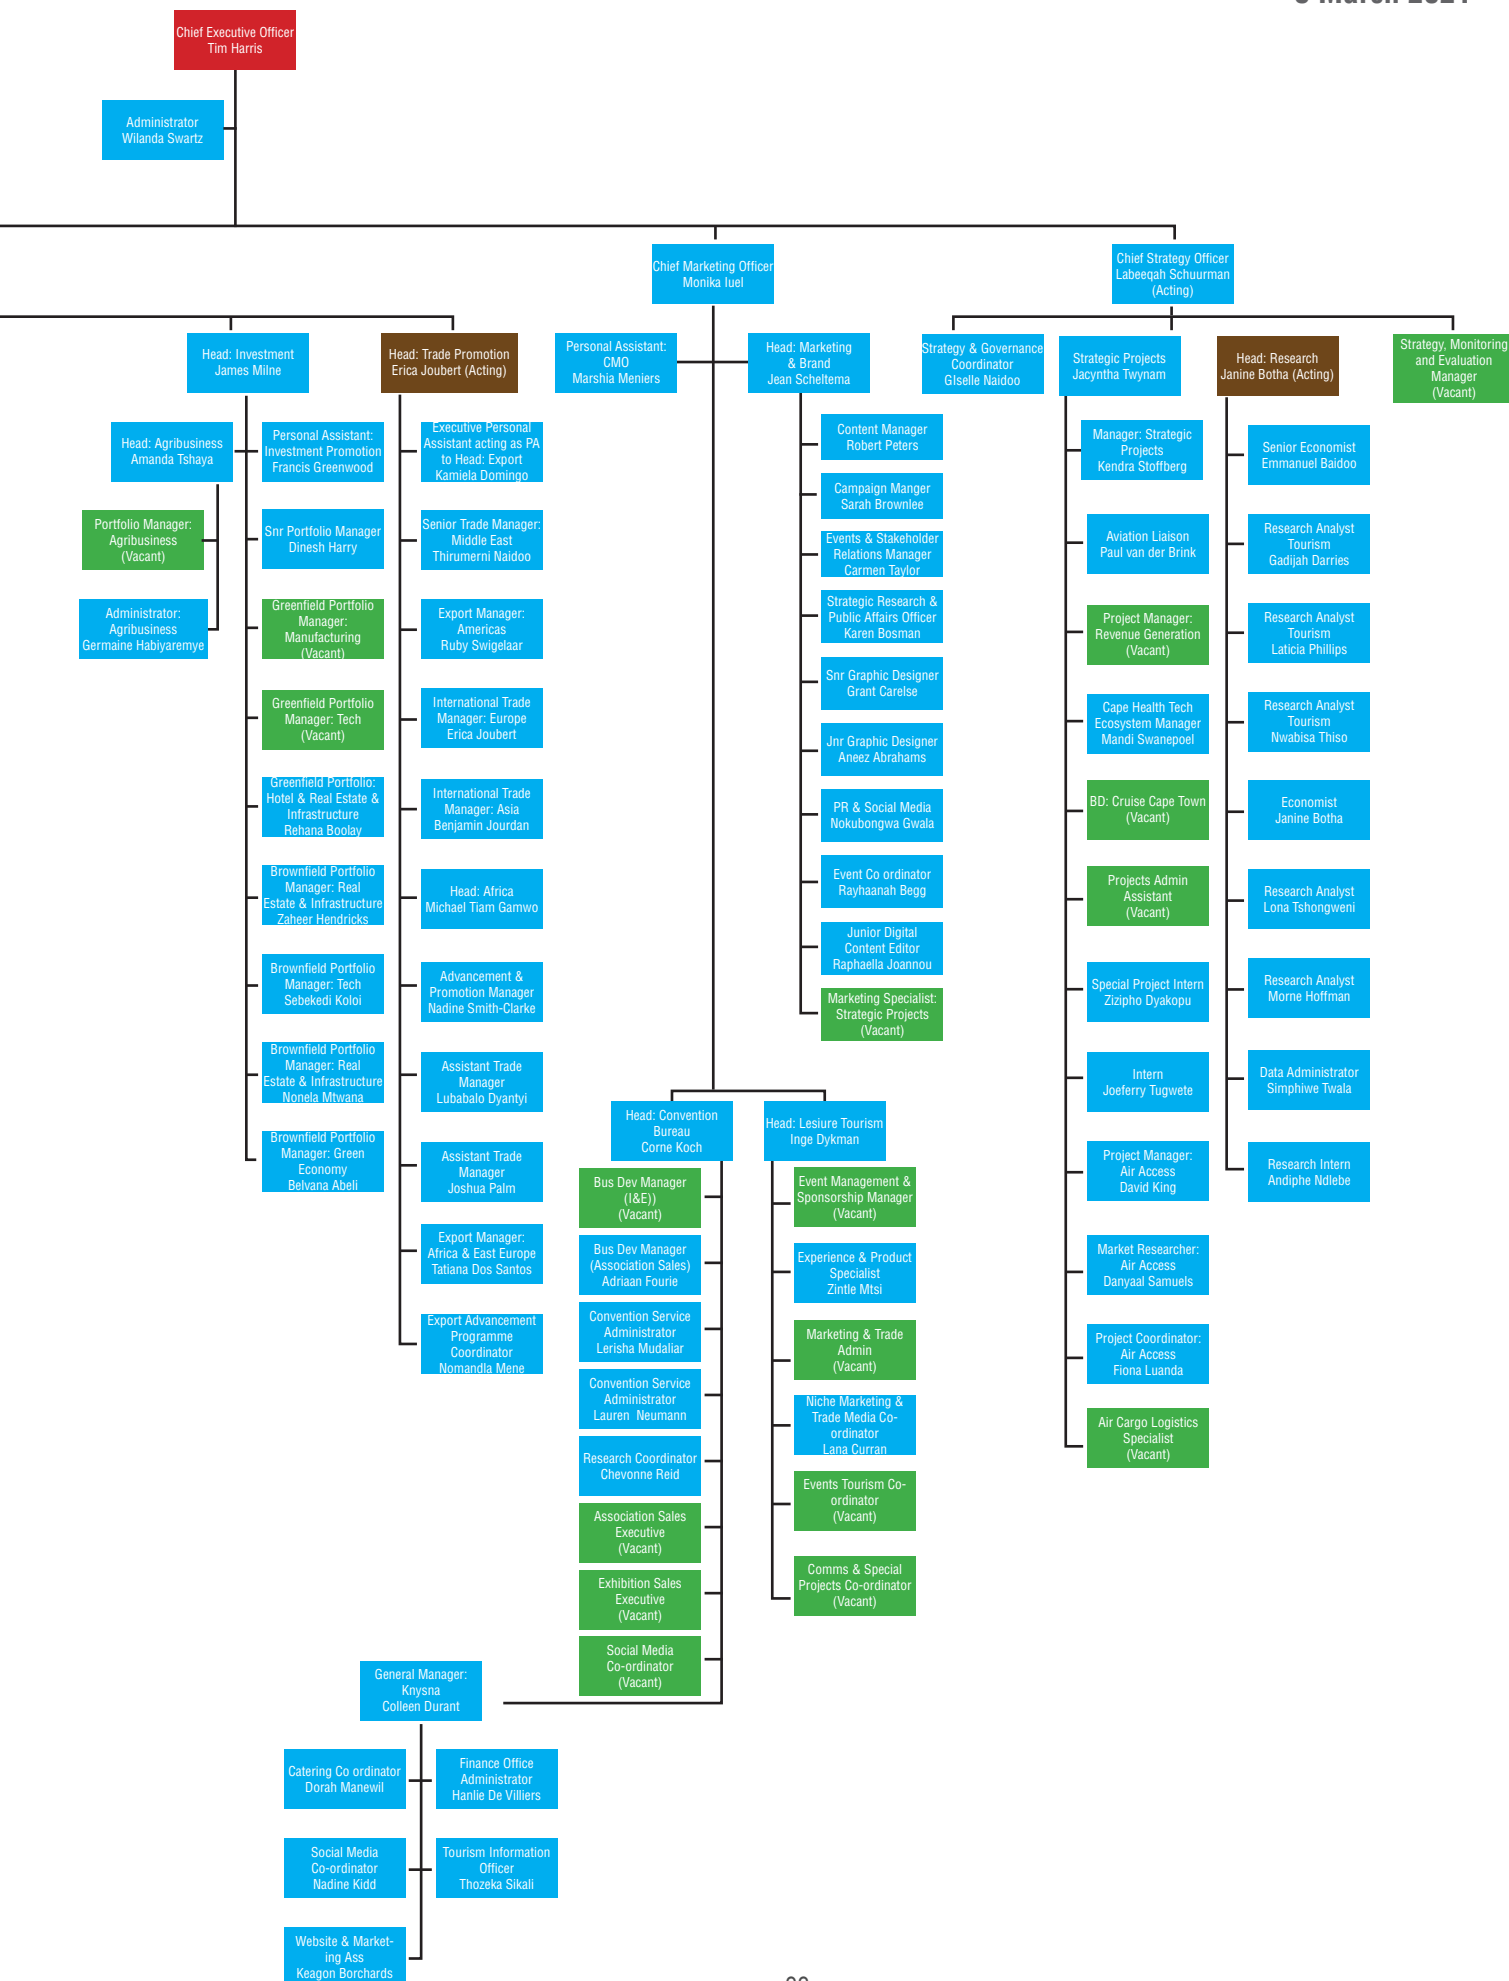 Chief Executive Officer
Tim Harris
Administrator
Wilanda Swartz
Chief Marketing Officer
Monika Iuel
Chief Strategy Officer
Labeeqah Schuurman
(Acting)
Head: Investment
James Milne
Head: Trade Promotion
Erica Joubert (Acting)
Personal Assistant:
CMO
Marshia Meniers
Head: Marketing
& Brand
Jean Scheltema
Strategy & Governance
Coordinator
GIselle Naidoo
Strategic Projects
Jacyntha Twynam
Head: Research
Janine Botha (Acting)
Strategy, Monitoring
and Evaluation
Manager
(Vacant)
Head: Agribusiness
Amanda Tshaya
Portfolio Manager:
Agribusiness
(Vacant)
Administrator:
Agribusiness
Germaine Habiyaremye
Personal Assistant:
Investment Promotion
Francis Greenwood
Snr Portfolio Manager
Dinesh Harry
Greenfield Portfolio
Manager:
Manufacturing
(Vacant)
Greenfield Portfolio
Manager: Tech
(Vacant)
Greenfield Portfolio:
Hotel & Real Estate &
Infrastructure
Rehana Boolay
Brownfield Portfolio
Manager: Real
Estate & Infrastructure
Zaheer Hendricks
Brownfield Portfolio
Manager: Tech
Sebekedi Koloi
Brownfield Portfolio
Manager: Real
Estate & Infrastructure
Nonela Mtwana
Brownfield Portfolio
Manager: Green
Economy
Belvana Abeli
Executive Personal
Assistant acting as PA
to Head: Export
Kamiela Domingo
Senior Trade Manager:
Middle East
Thirumerni Naidoo
Export Manager:
Americas
Ruby Swigelaar
International Trade
Manager: Europe
Erica Joubert
International Trade
Manager: Asia
Benjamin Jourdan
Head: Africa
Michael Tiam Gamwo
Advancement &
Promotion Manager
Nadine Smith-Clarke
Assistant Trade
Manager
Lubabalo Dyantyi
Assistant Trade
Manager
Joshua Palm
Export Manager:
Africa & East Europe
Tatiana Dos Santos
Export Advancement
Programme
Coordinator
Nomandla Mene
Content Manager
Robert Peters
Campaign Manger
Sarah Brownlee
Events & Stakeholder
Relations Manager
Carmen Taylor
Strategic Research &
Public Affairs Officer
Karen Bosman
Snr Graphic Designer
Grant Carelse
Jnr Graphic Designer
Aneez Abrahams
PR & Social Media
Nokubongwa Gwala
Event Co ordinator
Rayhaanah Begg
Junior Digital
Content Editor
Raphaella Joannou
Marketing Specialist:
Strategic Projects
(Vacant)
Manager: Strategic
Projects
Kendra Stoffberg
Aviation Liaison
Paul van der Brink
Project Manager:
Revenue Generation
(Vacant)
Cape Health Tech
Ecosystem Manager
Mandi Swanepoel
BD: Cruise Cape Town
(Vacant)
Projects Admin
Assistant
(Vacant)
Special Project Intern
Zizipho Dyakopu
Intern
Joeferry Tugwete
Project Manager:
Air Access
David King
Market Researcher:
Air Access
Danyaal Samuels
Project Coordinator:
Air Access
Fiona Luanda
Air Cargo Logistics
Specialist
(Vacant)
Senior Economist
Emmanuel Baidoo
Research Analyst
Tourism
Gadijah Darries
Research Analyst
Tourism
Laticia Phillips
Research Analyst
Tourism
Nwabisa Thiso
Economist
Janine Botha
Research Analyst
Lona Tshongweni
Research Analyst
Morne Hoffman
Data Administrator
Simphiwe Twala
Research Intern
Andiphe Ndlebe
Head: Convention
Bureau
Corne Koch
Head: Lesiure Tourism
Inge Dykman
Bus Dev Manager
(I&E))
(Vacant)
Bus Dev Manager
(Association Sales)
Adriaan Fourie
Convention Service
Administrator
Lerisha Mudaliar
Convention Service
Administrator
Lauren Neumann
Research Coordinator
Chevonne Reid
Association Sales
Executive
(Vacant)
Exhibition Sales
Executive
(Vacant)
Social Media
Co-ordinator
(Vacant)
Event Management &
Sponsorship Manager
(Vacant)
Experience & Product
Specialist
Zintle Mtsi
Marketing & Trade
Admin
(Vacant)
Niche Marketing &
Trade Media Co-
ordinator
Lana Curran
Events Tourism Co-
ordinator
(Vacant)
Comms & Special
Projects Co-ordinator
(Vacant)
General Manager:
Knysna
Colleen Durant
Catering Co ordinator
Dorah Manewil
Finance Office
Administrator
Hanlie De Villiers
Social Media
Co-ordinator
Nadine Kidd
Tourism Information
Officer
Thozeka Sikali
Website & Market-
ing Ass
Keagon Borchards